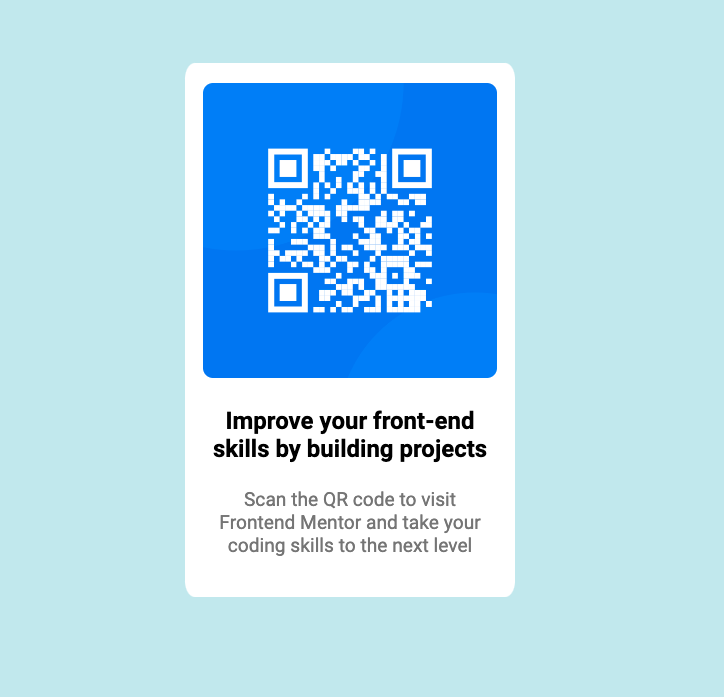 Improve your front-end
skills by building projects
Scan the QR code to visit
Frontend Mentor and take your
coding skills to the next level